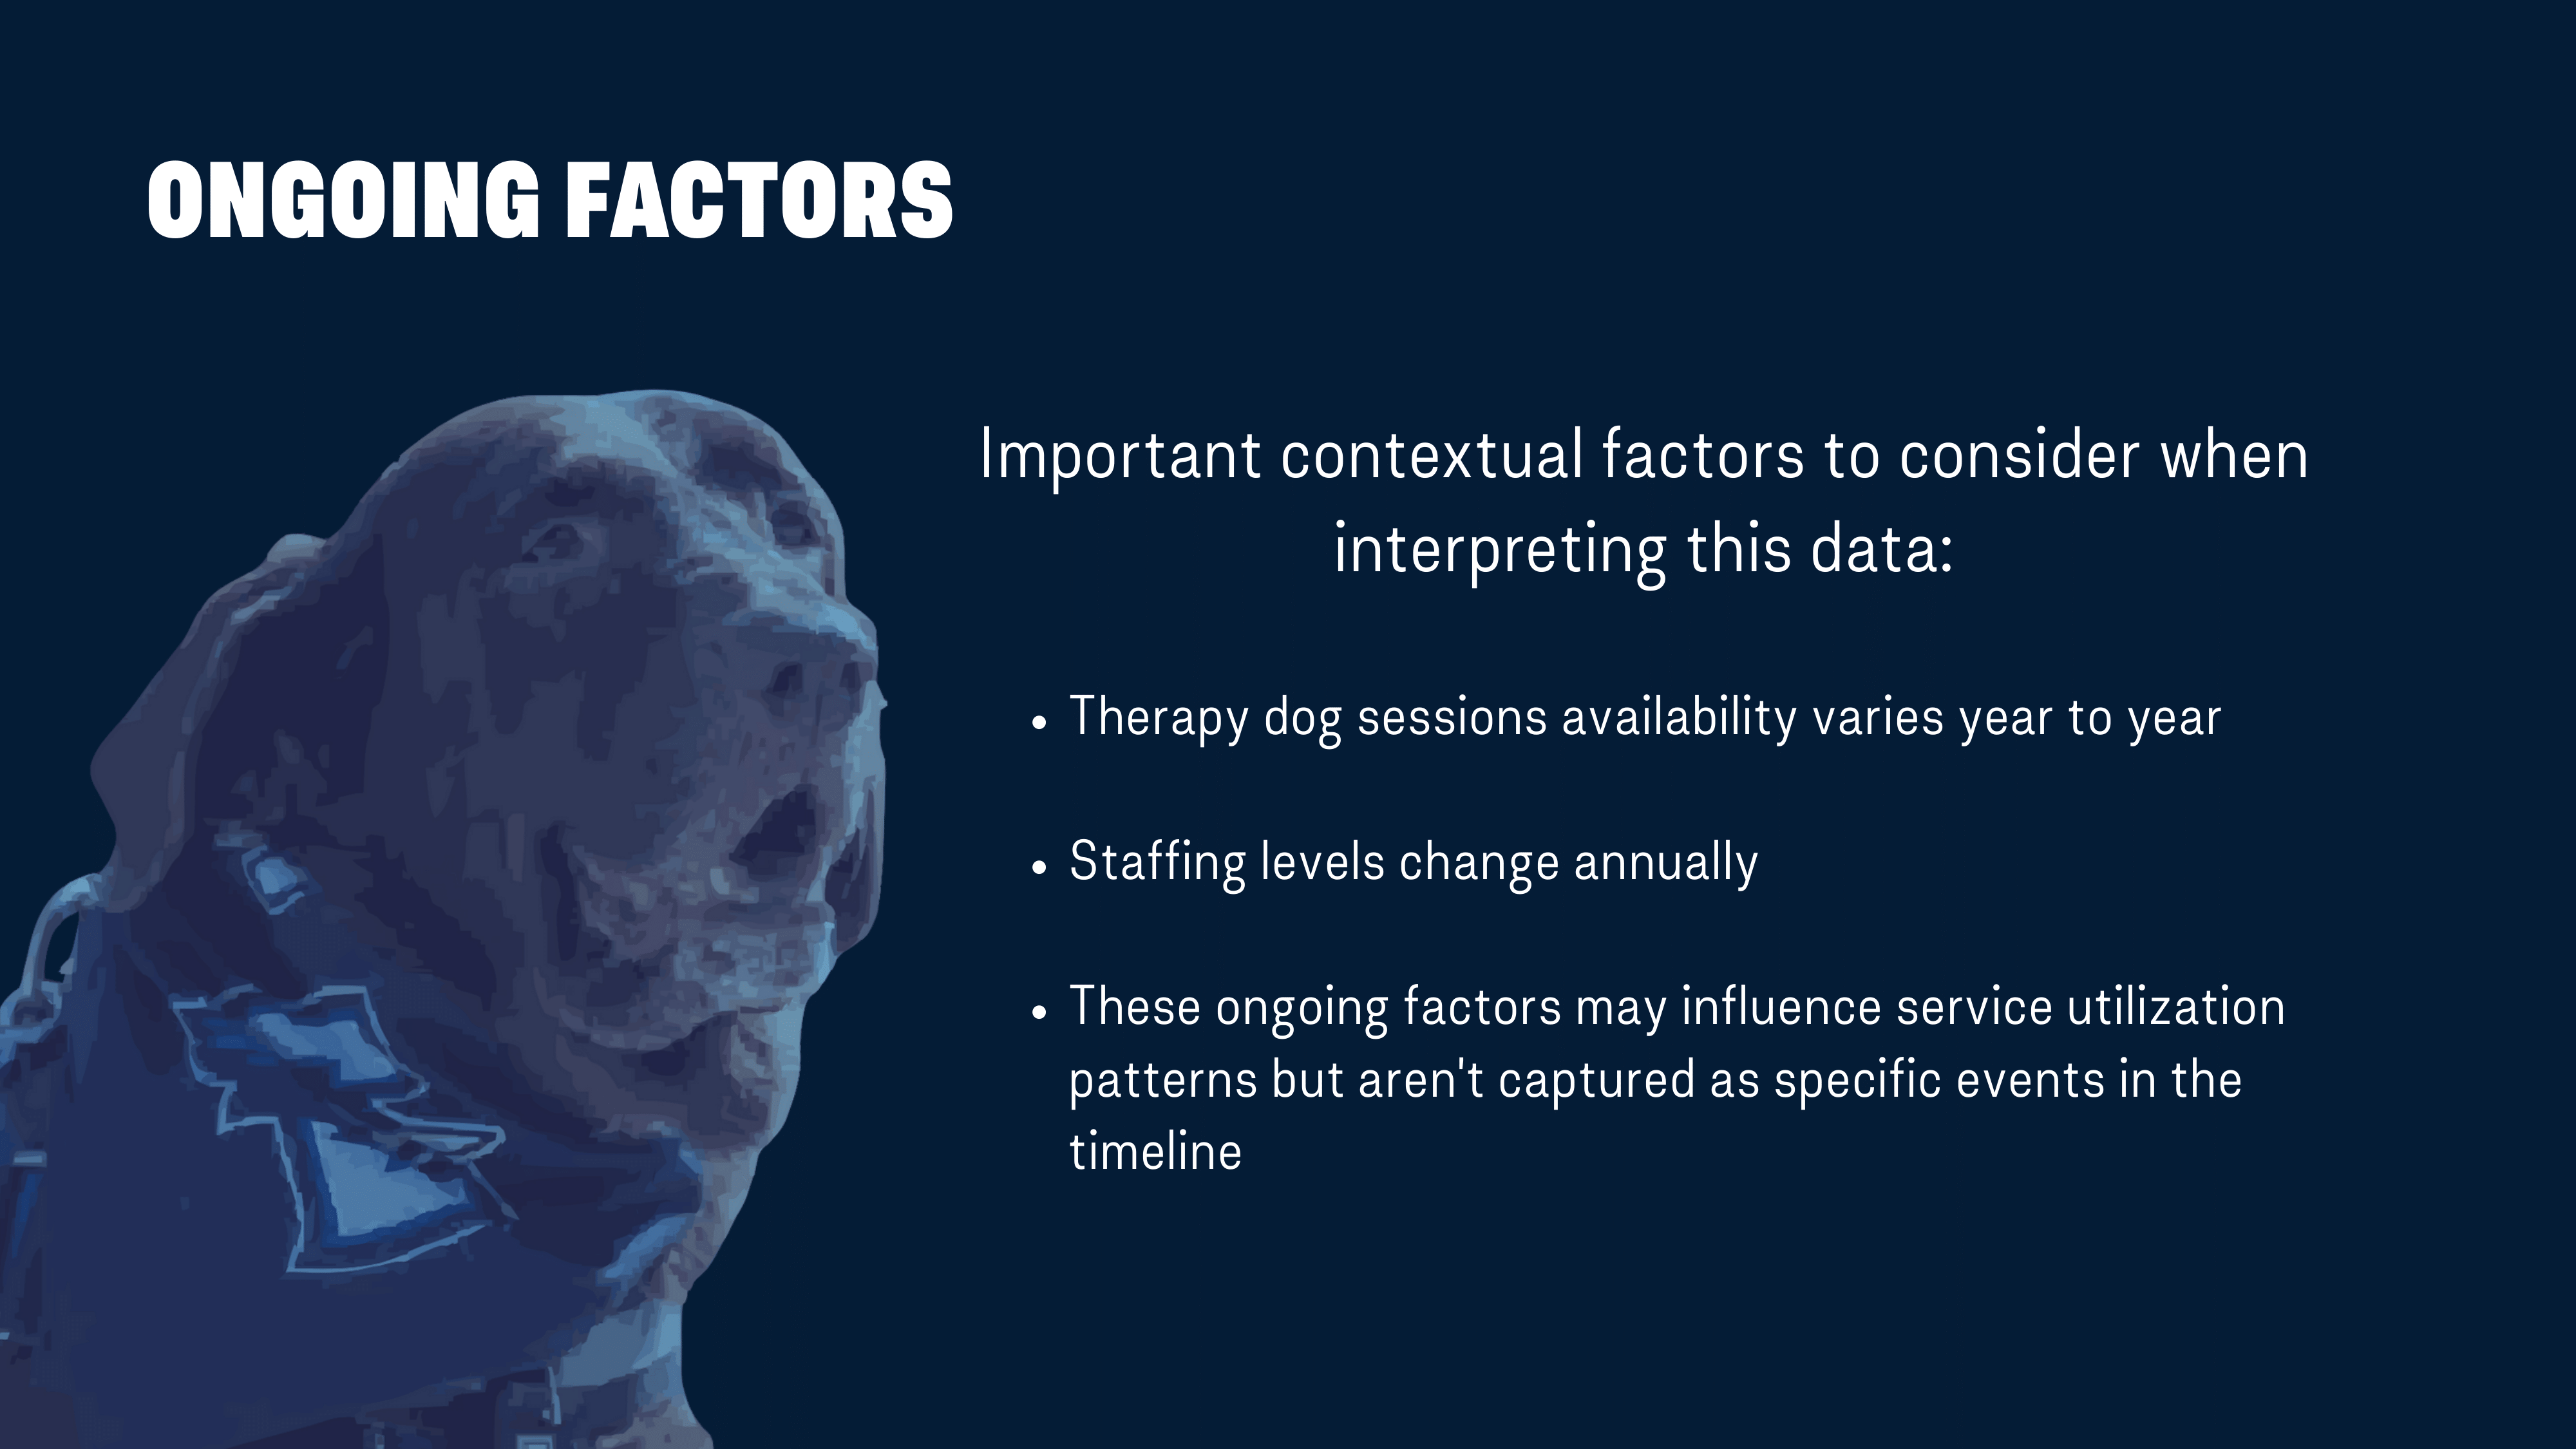 ONGOING FACTORS
Important contextual factors to consider when
interpreting this data:
• Therapy dog sessions availability varies year to year
• Staffing levels change annually
• These ongoing factors may influence service utilization
patterns but aren't captured as specific events in the
timeline